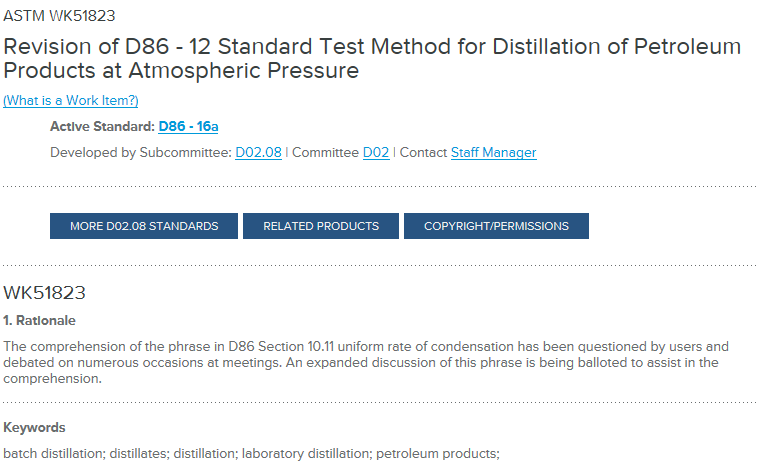 ASTM WK51823
Revision of D86 - 12 Standard Test Method for Distillation of Petroleum
Products at Atmospheric Pressure
(What is a Work Item?)
Active Standard: D86 - 16a
Developed by Subcommittee: D02.08 | Committee D02 | Contact Staff Manager
MORE D02.08 STANDARDS RELATED PRODUCTS COPYRIGHT/PERMISSIONS
WK51823
1. Rationale
The comprehension of the phrase in D86 Section 10.11 uniform rate of condensation has been questioned by users and
debated on numerous occasions at meetings. An expanded discussion of this phrase is being balloted to assist in the
comprehension.
Keywords
batch distillation; distillates; distillation; laboratory distillation; petroleum products;